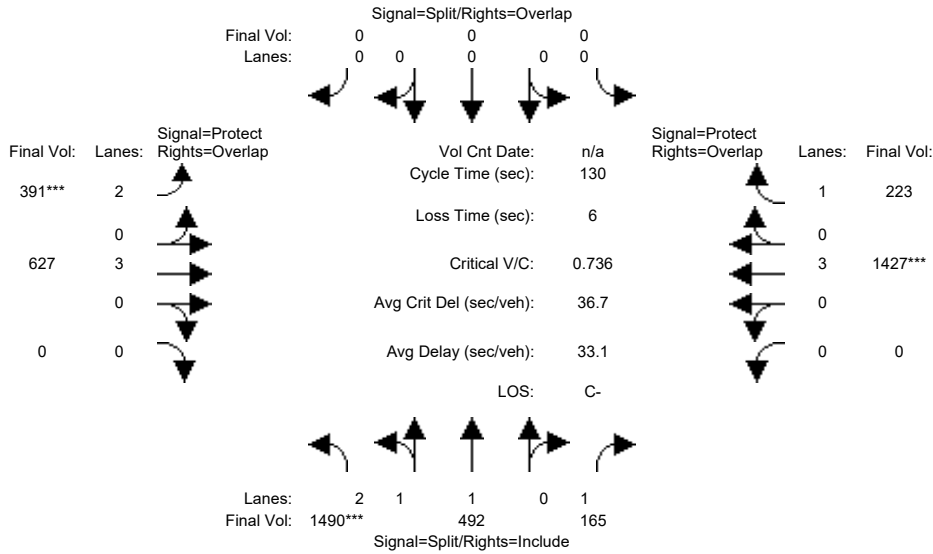 Signal=Split/Rights=Overlap
Final Vol: 0 0 0
Lanes: 0 0 0 0 0
Signal=Protect Signal=Protect
Final Vol: Lanes: Rights=Overlap Vol Cnt Date: n/a Rights=Overlap Lanes: Final Vol:
Cycle Time (sec): 130
391*** 2 1 223
Loss Time (sec): 6
0 0
627 3 Critical V/C: 0.736 3 1427***
0 Avg Crit Del (sec/veh): 36.7 0
0 0 Avg Delay (sec/veh): 33.1 0 0
LOS: C-
Lanes: 2 1 1 0 1
Final Vol: 1490*** 492 165
Signal=Split/Rights=Include